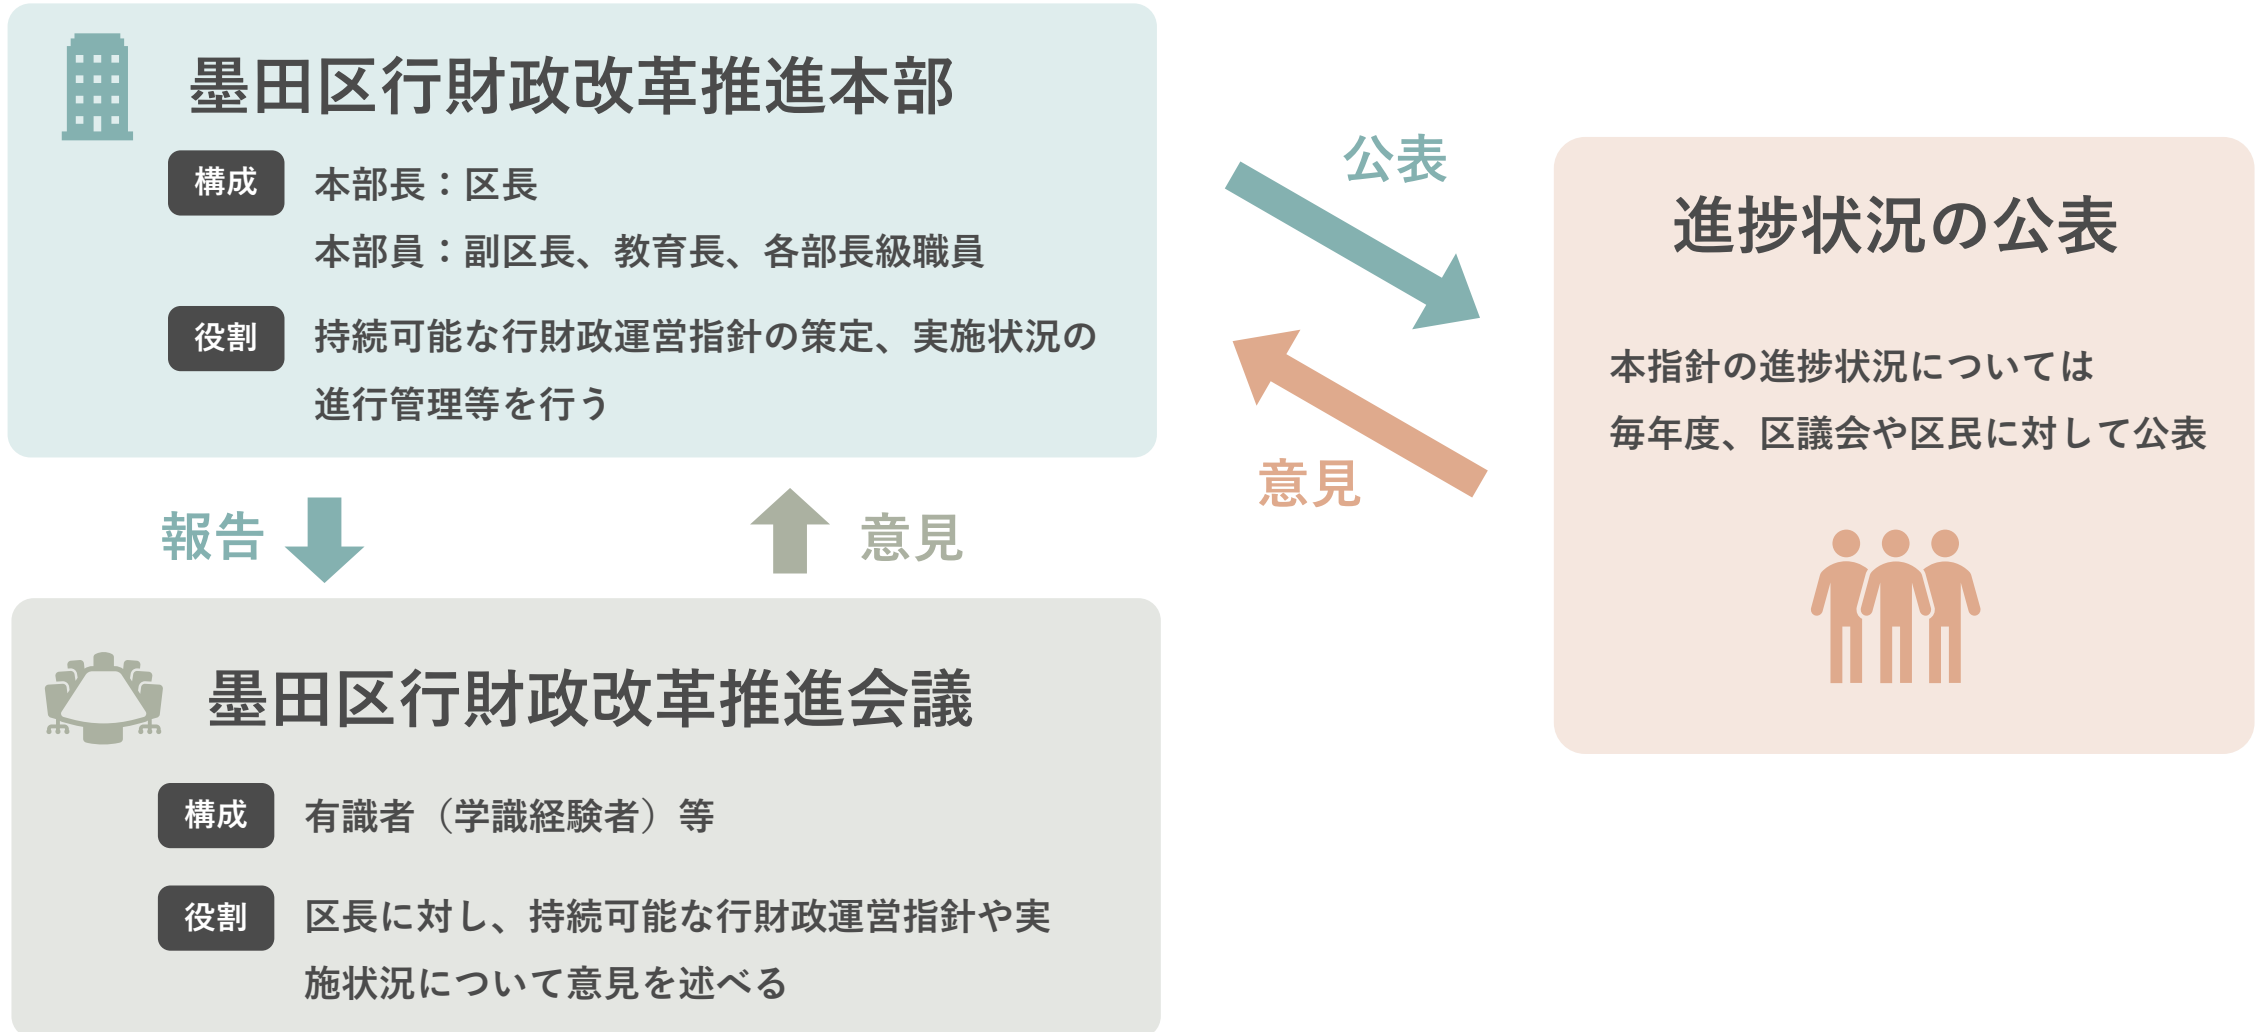 墨田区行財政改革推進本部
構成
本部長：区長
本部員：副区長、教育長、各部長級職員
役割
持続可能な行財政運営指針の策定、実施状況の
進行管理等を行う
報告
意見
墨田区行財政改革推進会議
構成
有識者（学識経験者）等
役割
区長に対し、持続可能な行財政運営指針や実
施状況について意見を述べる
公表
意見
進捗状況の公表
本指針の進捗状況については
毎年度、区議会や区民に対して公表